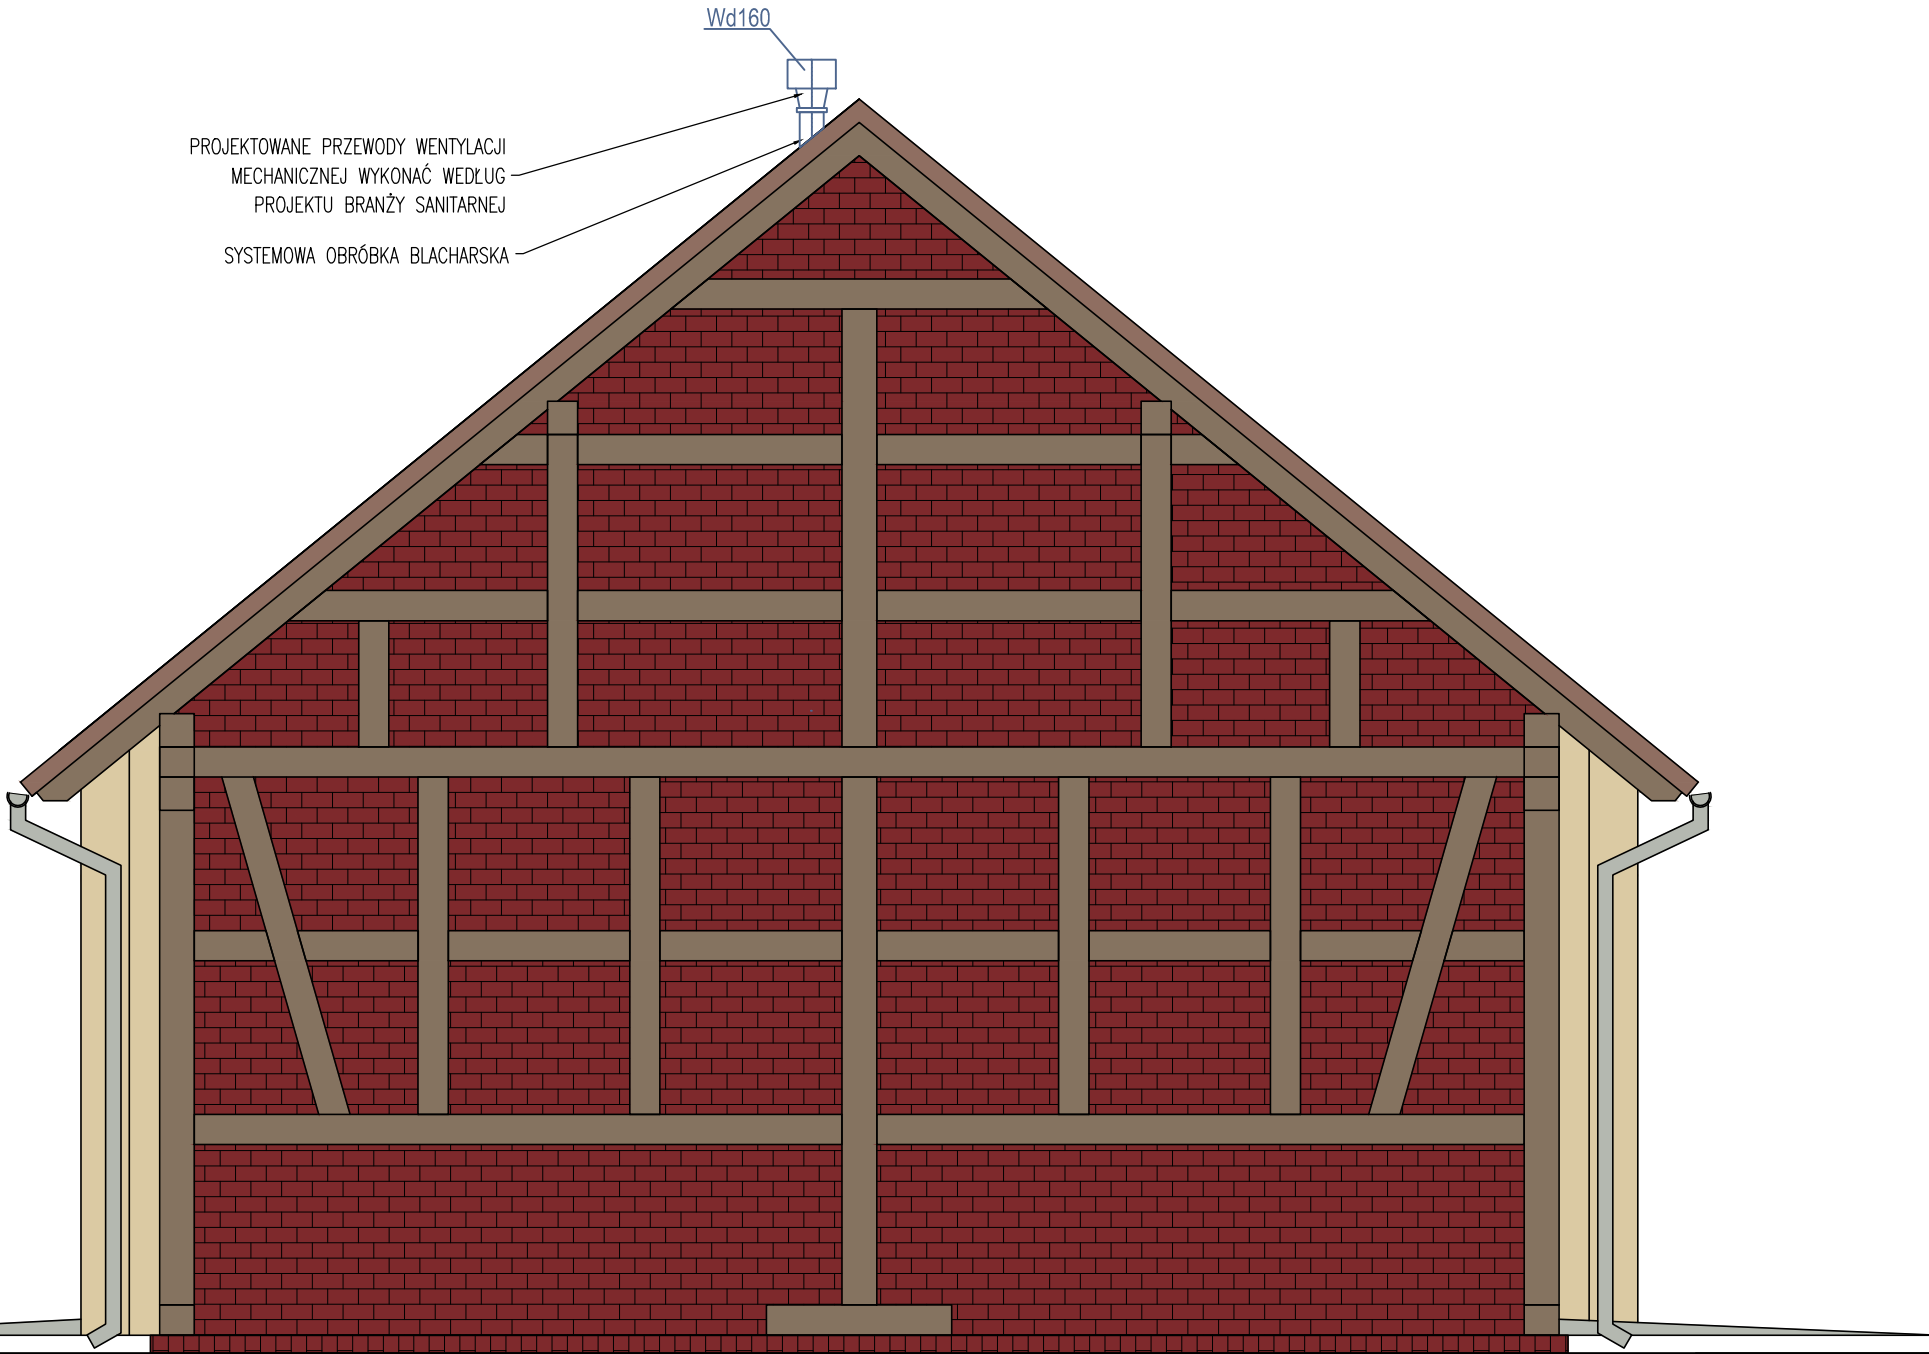 Wd160
PROJEKTOWANE PRZEWODY WENTYLACJI
MECHANICZNEJ WYKONAĆ WEDŁUG
PROJEKTU BRANŻY SANITARNEJ
SYSTEMOWA OBRÓBKA BLACHARSKA